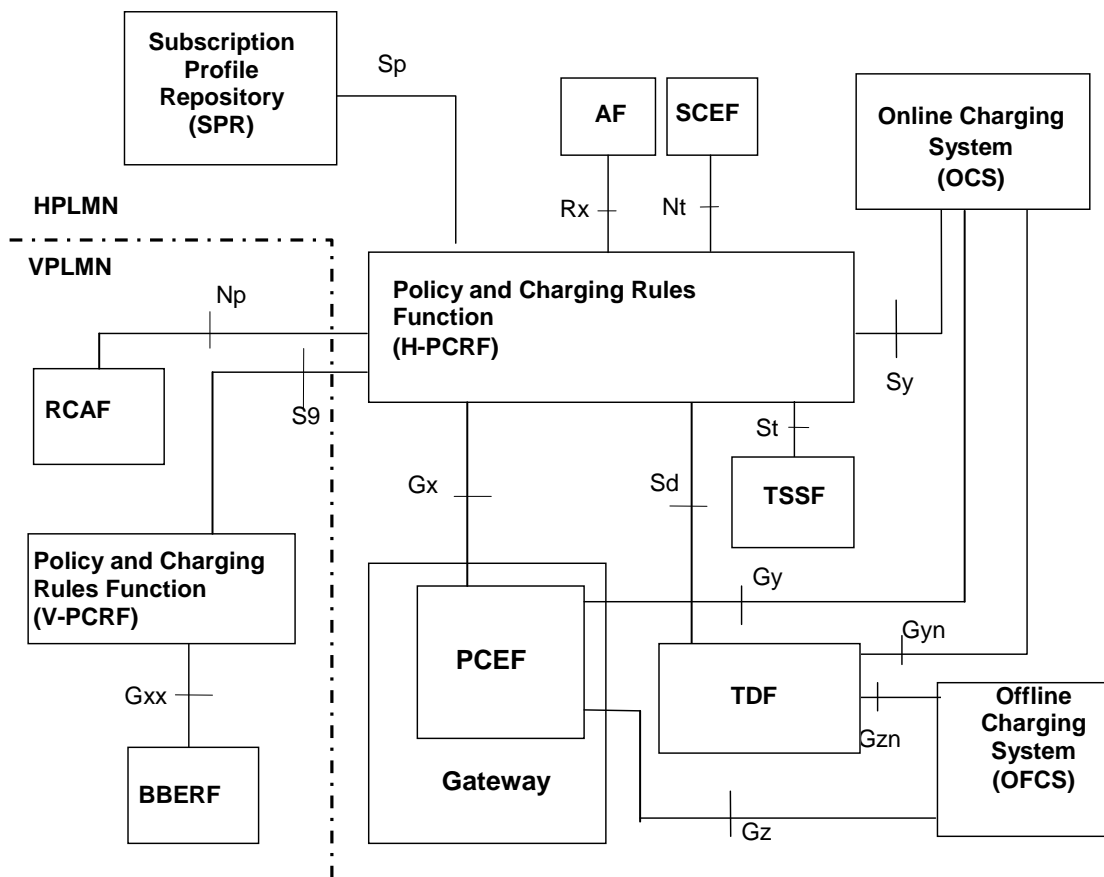 Subscription
Profile
Repository
(SPR)
Sp
AF
SCEF
Online Charging
System
(OCS)
HPLMN
Rx
Nt
VPLMN
Np
Policy and Charging Rules
Function
(H-PCRF)
Sy
RCAF
S9
St
Gx
Sd
TSSF
Policy and Charging
Rules Function
(V-PCRF)
Gy
Gyn
PCEF
TDF
Gxx
Offline
Charging
System
(OFCS)
Gzn
Gateway
BBERF
Gz